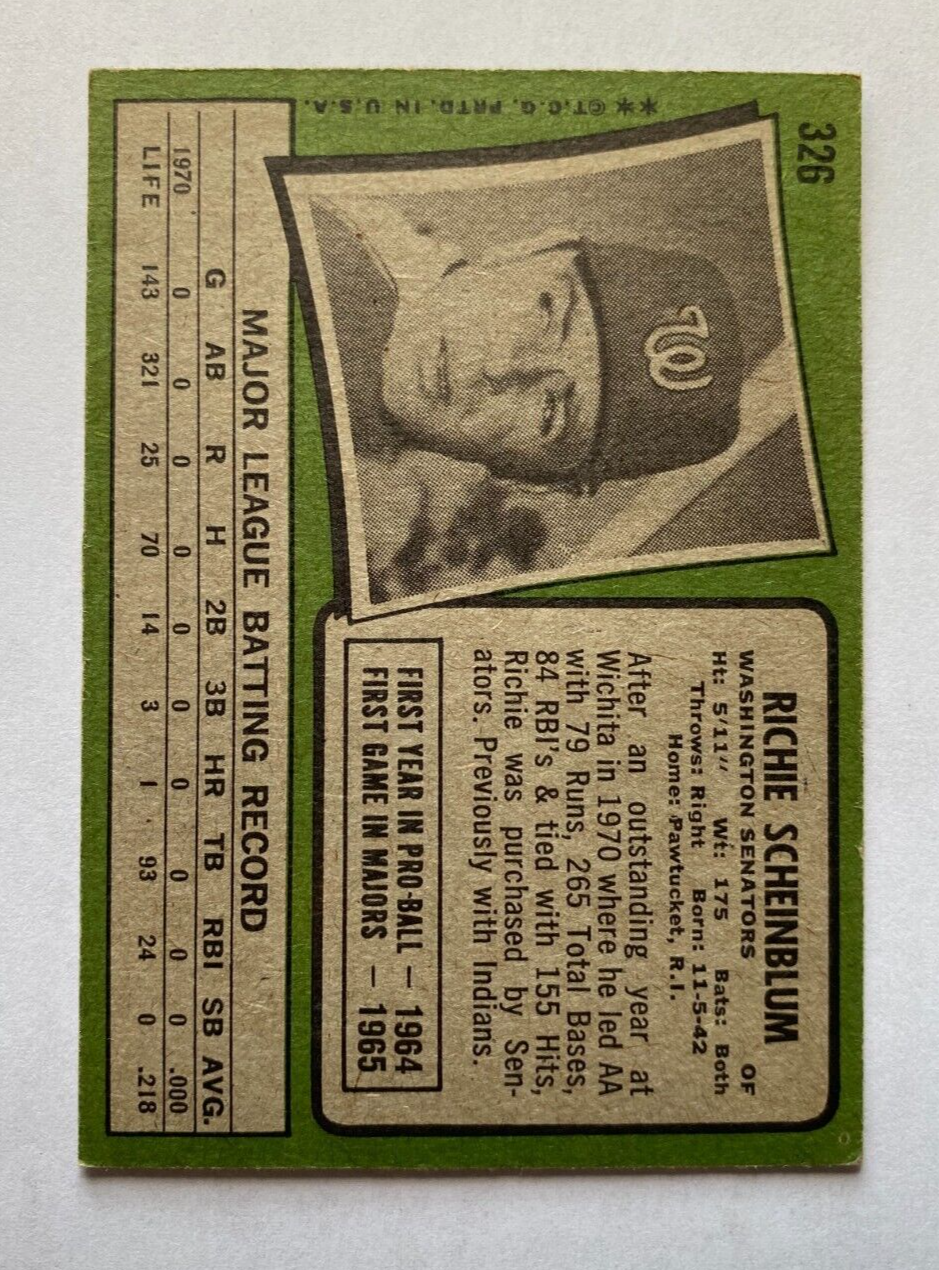 326
** ©T.C.G. PRTD. IN U.S.A.
W
RICHIE SCHEINBLUM
OF
WASHINGTON SENATORS
Ht: 5'11" Wt: 175 Bats: Both
Throws: Right Born: 11-5-42
Home: Pawtucket, R.I.
After an outstanding year at
Wichita in 1970 where he led AA
with 79 Runs, 265 Total Bases,
84 RBI's & tied with 155 Hits,
Richie was purchased by Sen-
ators. Previously with Indians.
FIRST YEAR IN PRO-BALL — 1964
FIRST GAME IN MAJORS — 1965
MAJOR LEAGUE BATTING RECORD
G AB R H 2B 3B HR TB RBI SB AVG.
1970 0 0 0 0 0 0 0 0 0 0 .000
LIFE 143 321 25 70 14 3 1 93 24 0 .218